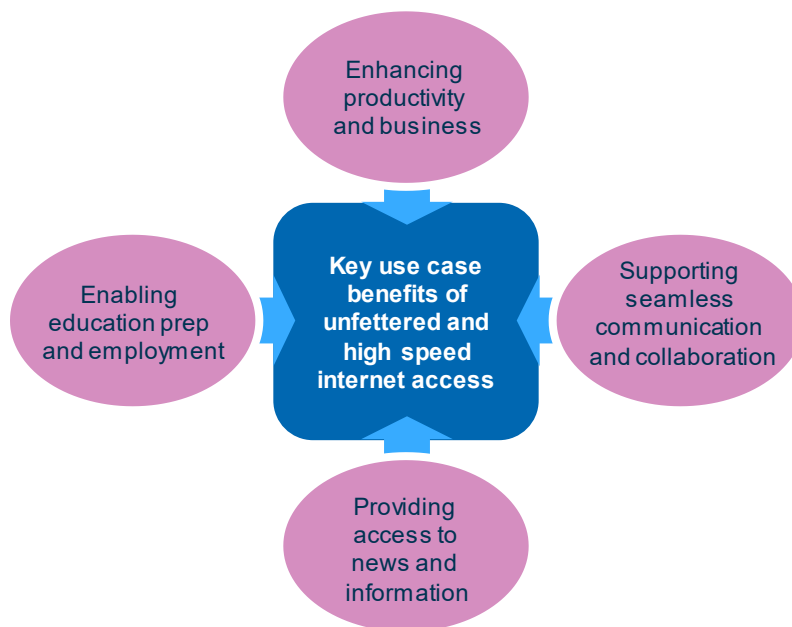 Enhancing
productivity
and business
Enabling
education prep
and employment
Key use case
benefits of
unfettered and
high speed
internet access
Supporting
seamless
communication
and collaboration
Providing
access to
news and
information